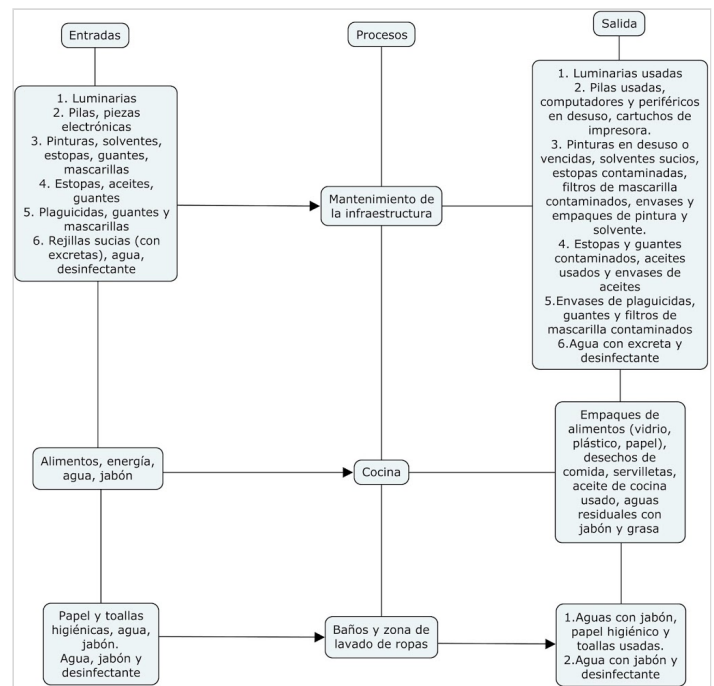 Entradas
Procesos
Salida
1. Luminarias
2. Pilas, piezas
electrónicas
3. Pinturas, solventes,
estopas, guantes,
mascarillas
4. Estopas, aceites,
guantes
5. Plaguicidas, guantes y
mascarillas
6. Rejillas sucias (con
excretas), agua,
desinfectante
Mantenimiento de
la infraestructura
1. Luminarias usadas
2. Pilas usadas,
computadores y periféricos
en desuso, cartuchos de
impresora.
3. Pinturas en desuso o
vencidas, solventes sucios,
estopas contaminadas,
filtros de mascarilla
contaminados, envases y
empaques de pintura y
solvente.
4. Estopas y guantes
contaminados, aceites
usados y envases de
aceites
5.Envases de plaguicidas,
guantes y filtros de
mascarilla contaminados
6.Agua con excreta y
desinfectante
Alimentos, energía,
agua, jabón
Cocina
Empaques de
alimentos (vidrio,
plástico, papel),
desechos de
comida, servilletas,
aceite de cocina
usado, aguas
residuales con
jabón y grasa
Papel y toallas
higiénicas, agua,
jabón.
Agua, jabón y
desinfectante
Baños y zona de
lavado de ropas
1.Aguas con jabón,
papel higiénico y
toallas usadas.
2.Agua con jabón y
desinfectante